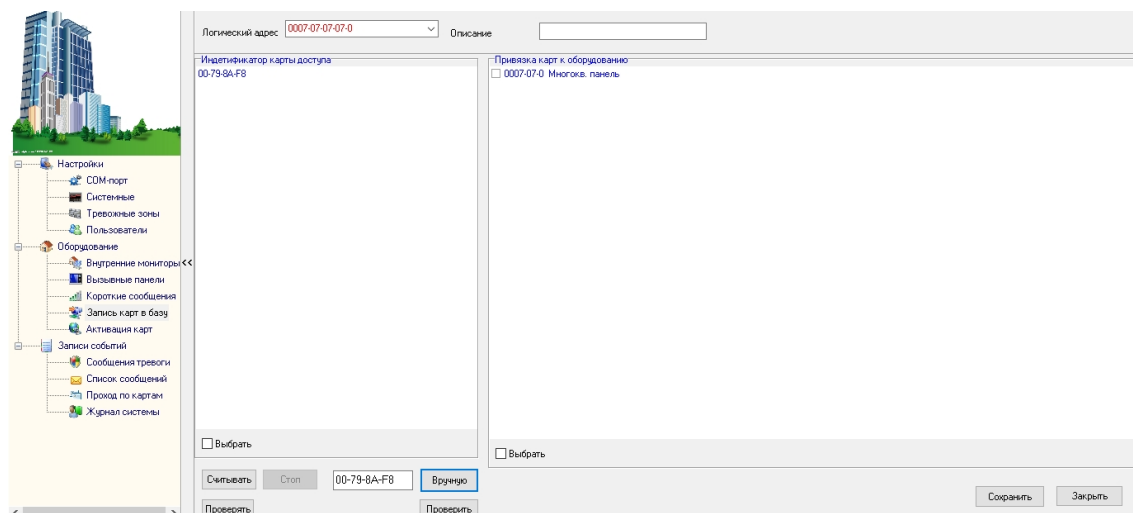 Логический адрес 0007-07-07-07-0 Описание
Индетификатор карты доступа
00-79-8A-F8
Привязка карт к оборудованию
0007-07-0 Многокв. панель
Настройки
COM-порт
Системные
Тревожные зоны
Пользователи
Оборудование
Внутренние мониторы <<
Вызывные панели
Короткие сообщения
Запись карт в базу
Активация карт
Записи событий
Сообщения тревоги
Список сообщений
Проход по картам
Журнал системы
Выбрать
Выбрать
Считывать Стоп 00-79-8A-F8 Вручную
Проверять Проверить
Сохранить Закрыть